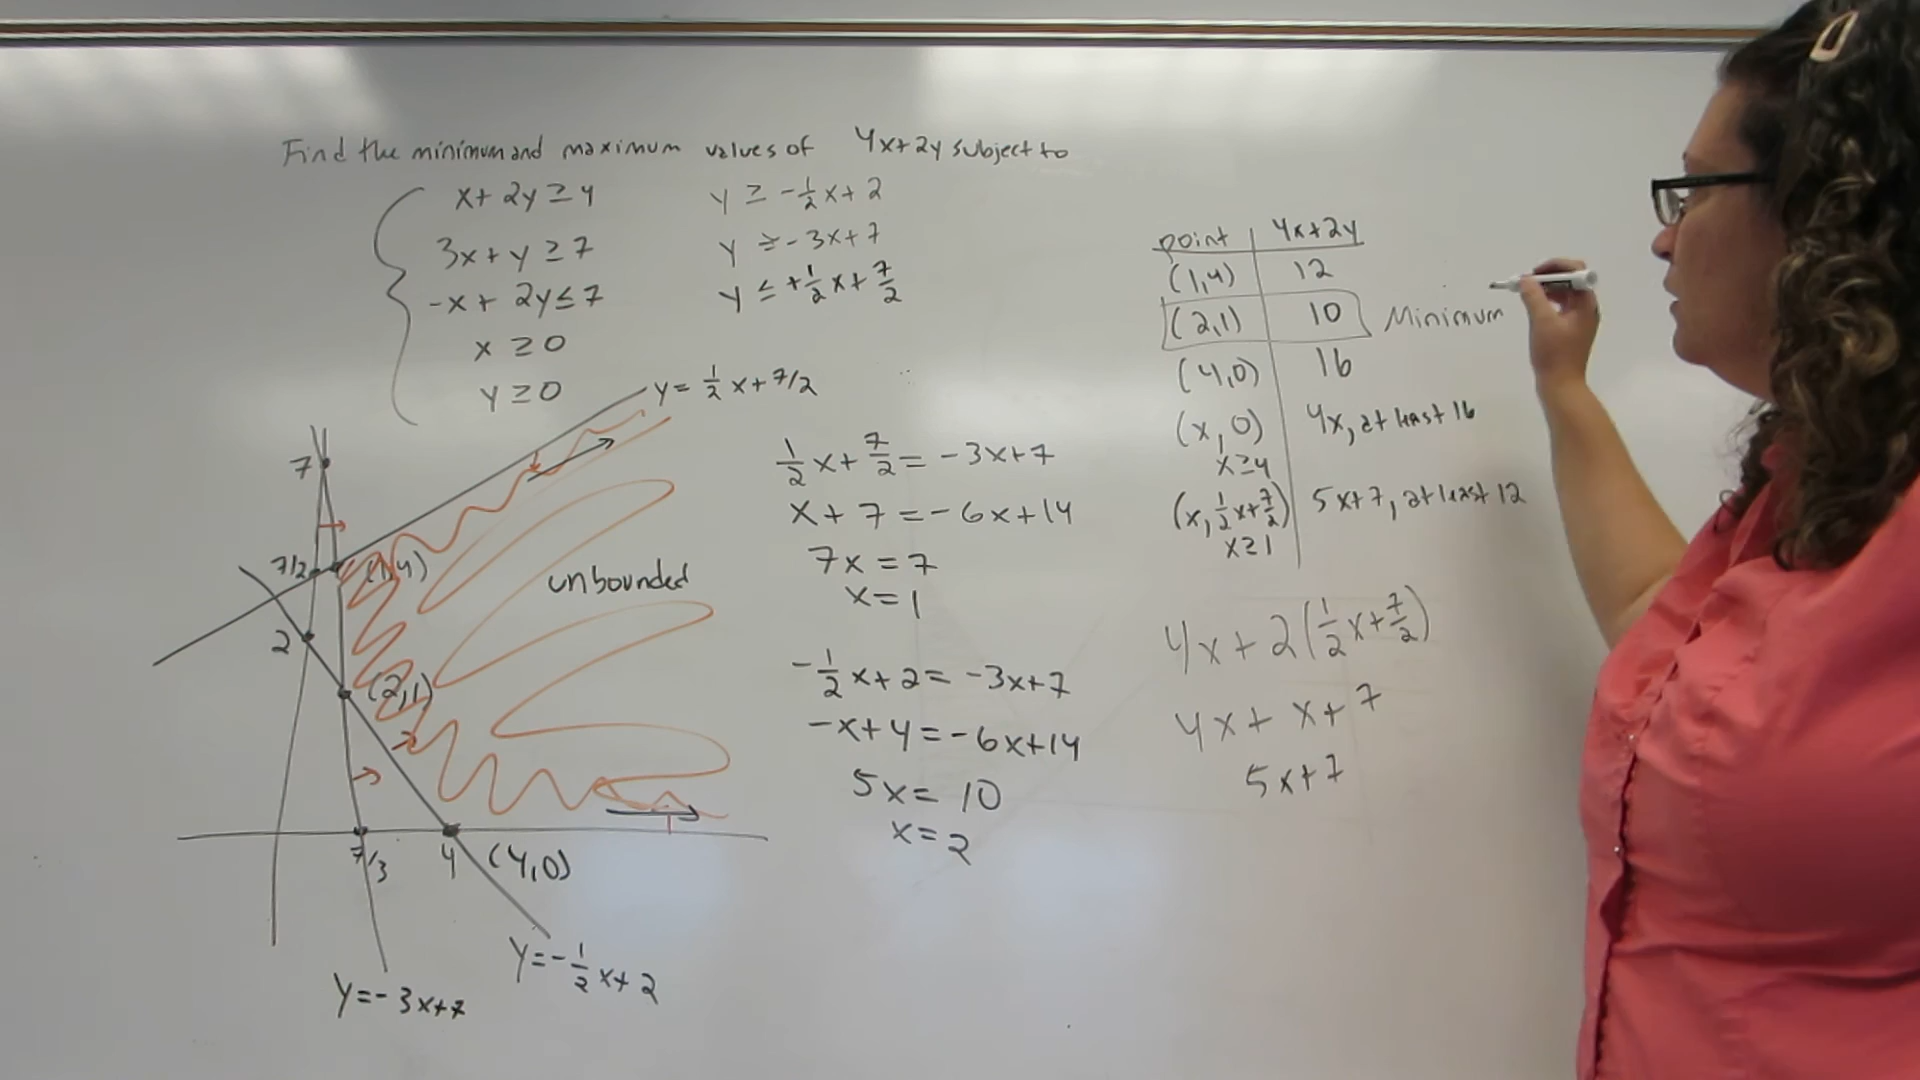 Find the minimum and maximum values of 4x+2y subject to
x + 2y ≥ 4
3x + y ≥ 7
-x + 2y ≤ 7
x ≥ 0
y ≥ 0
y ≥ -1/2 x + 2
y ≥ -3x + 7
y ≤ +1/2 x + 7/2
y = 1/2 x + 7/2
7
7/2
(1,4)
2
(2,1)
unbounded
7/3
4
(4,0)
y = -3x+7
y = -1/2 x + 2
1/2 x + 7/2 = -3x+7
x + 7 = -6x+14
7x = 7
x = 1
-1/2 x + 2 = -3x+7
-x+4 = -6x+14
5x = 10
x = 2
point | 4x+2y
(1,4) 12
(2,1) 10 Minimum
(4,0) 16
(x,0) 4x, at least 16
x≥4
(x, 1/2 x + 7/2) 5x+7, at least 12
x≥1
4x + 2(1/2 x + 7/2)
4x + x + 7
5x+7